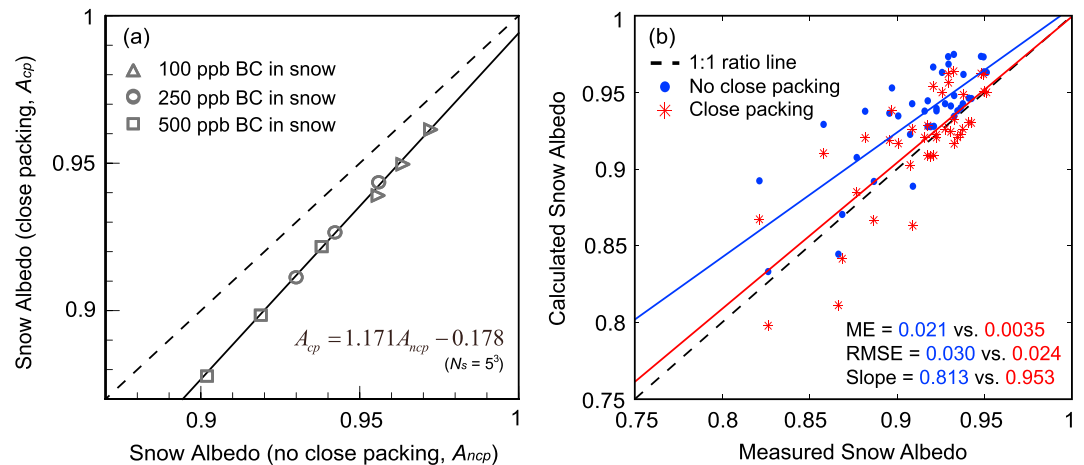 (a)
100 ppb BC in snow
250 ppb BC in snow
500 ppb BC in snow
Snow Albedo (close packing, Acp)
1
0.95
0.9
Acp = 1.171Ancp − 0.178
(Ns = 5³)
0.9
0.95
1
Snow Albedo (no close packing, Ancp)
(b)
1:1 ratio line
No close packing
Close packing
Calculated Snow Albedo
1
0.95
0.9
0.85
0.8
0.75
ME = 0.021 vs. 0.0035
RMSE = 0.030 vs. 0.024
Slope = 0.813 vs. 0.953
0.75
0.8
0.85
0.9
0.95
1
Measured Snow Albedo